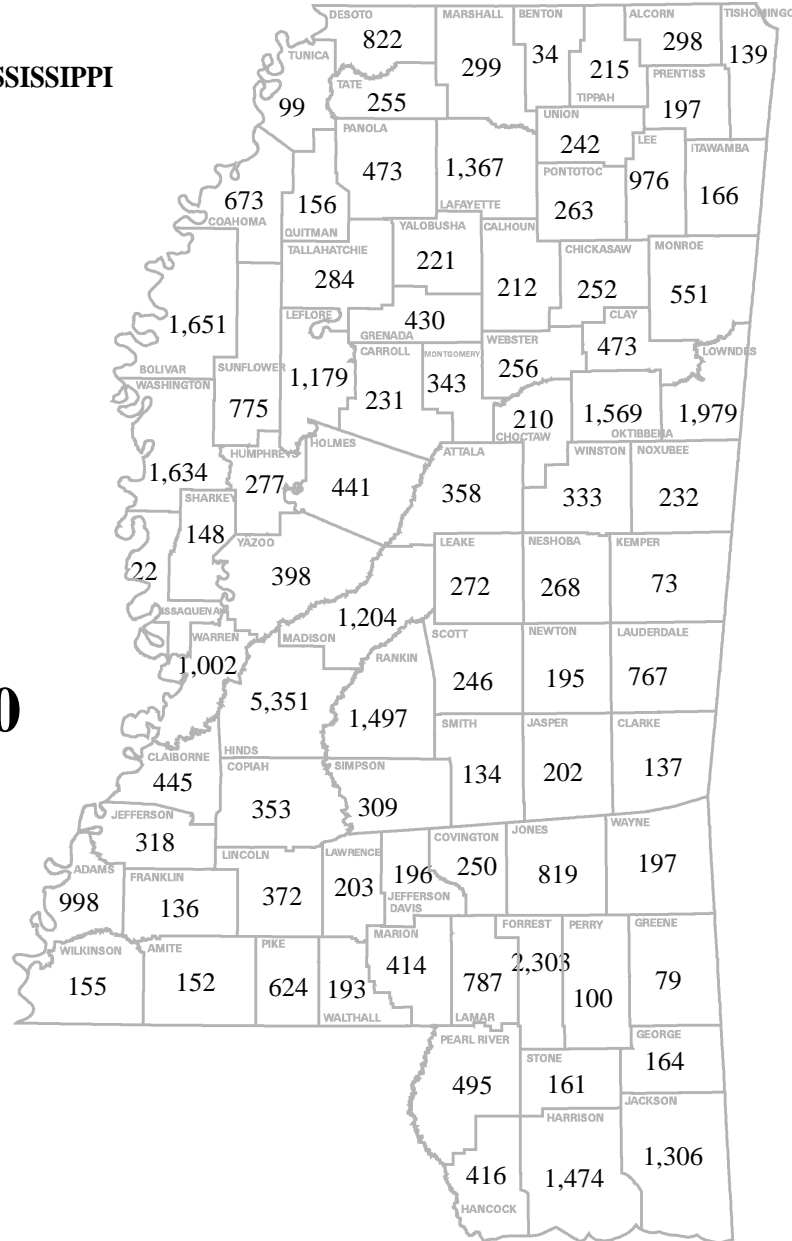 DESOTO
822
MARSHALL
299
BENTON
34
TIPPAH
215
ALCORN
298
TISHOMINGO
139
PRENTISS
197
TUNICA
99
SSISSIPPI
TATE
255
PANOLA
473
LAFAYETTE
1,367
UNION
242
PONTOTOC
263
LEE
976
ITAWAMBA
166
COAHOMA
673
QUITMAN
156
TALLAHATCHIE
284
YALOBUSHA
221
CALHOUN
212
CHICKASAW
252
MONROE
551
BOLIVAR
1,651
SUNFLOWER
775
LEFLORE
1,179
GRENADA
430
CARROLL
231
MONTGOMERY
343
WEBSTER
256
CLAY
473
LOWNDES
1,979
CHOCTAW
210
OKTIBBEHA
1,569
WASHINGTON
1,634
HUMPHREYS
277
HOLMES
441
ATTALA
358
WINSTON
333
NOXUBEE
232
SHARKEY
148
ISSAQUENA
22
YAZOO
398
LEAKE
272
NESHOBA
268
KEMPER
73
WARREN
1,002
MADISON
1,204
RANKIN
1,497
SCOTT
246
NEWTON
195
LAUDERDALE
767
0
HINDS
5,351
SMITH
134
JASPER
202
CLARKE
137
CLAIBORNE
445
COPIAH
353
SIMPSON
309
JEFFERSON
318
ADAMS
998
FRANKLIN
136
LINCOLN
372
LAWRENCE
203
JEFFERSON
DAVIS
196
COVINGTON
250
JONES
819
WAYNE
197
WILKINSON
155
AMITE
152
PIKE
624
WALTHALL
193
MARION
414
LAMAR
787
FORREST
2,303
PERRY
100
GREENE
79
PEARL RIVER
495
STONE
161
GEORGE
164
HANCOCK
416
HARRISON
1,474
JACKSON
1,306